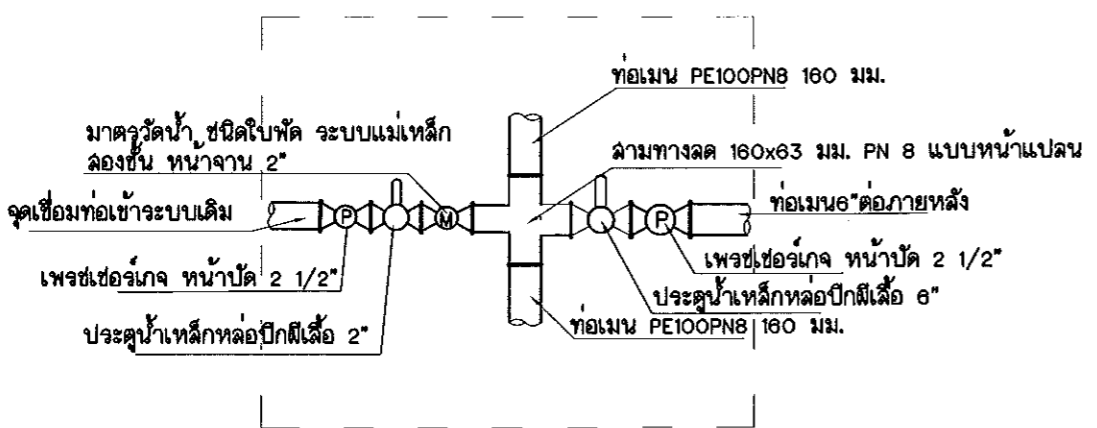 ท่อเมน PE100PN8 160 มม.
มาตรวัดน้ำ ชนิดใบพัด ระบบแม่เหล็ก
สองชั้น หน้าจาน 2"
สามทางลด 160x63 มม. PN 8 แบบหน้าแปลน
จุดเชื่อมท่อเข้าระบบเดิม
P
M
P
ท่อเมน6"ต่อภายหลัง
เพรชเชอร์เกจ หน้าปัด 2 1/2"
เพรชเชอร์เกจ หน้าปัด 2 1/2"
ประตูน้ำเหล็กหล่อปีกผีเสื้อ 6"
ประตูน้ำเหล็กหล่อปีกผีเสื้อ 2"
ท่อเมน PE100PN8 160 มม.